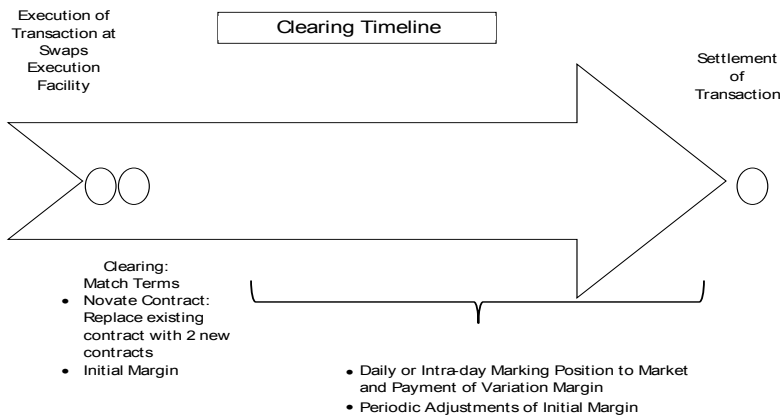 Execution of
Transaction at
Swaps
Execution
Facility
Clearing Timeline
Settlement
of
Transaction
Clearing:
Match Terms
• Novate Contract:
Replace existing
contract with 2 new
contracts
• Initial Margin
• Daily or Intra-day Marking Position to Market
and Payment of Variation Margin
• Periodic Adjustments of Initial Margin